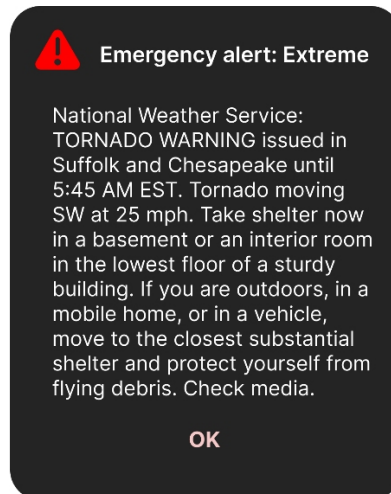 Emergency alert: Extreme
National Weather Service:
TORNADO WARNING issued in
Suffolk and Chesapeake until
5:45 AM EST. Tornado moving
SW at 25 mph. Take shelter now
in a basement or an interior room
in the lowest floor of a sturdy
building. If you are outdoors, in a
mobile home, or in a vehicle,
move to the closest substantial
shelter and protect yourself from
flying debris. Check media.
OK